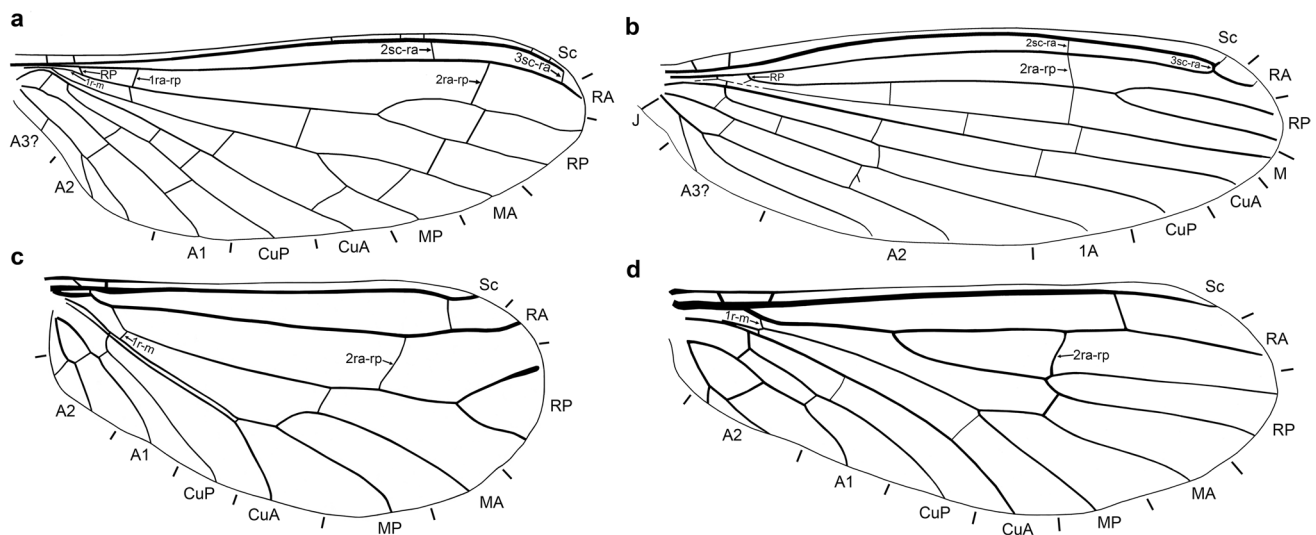 a
2sc-ra
3sc-ra
Sc
RP
1ra-rp
1r-m
2ra-rp
RA
RP
MA
MP
CuA
CuP
A1
A2
A3?
b
2sc-ra
3sc-ra
Sc
RP
2ra-rp
RA
RP
M
CuA
CuP
1A
A2
A3?
J
c
Sc
RA
1r-m
2ra-rp
RP
MA
MP
CuA
CuP
A1
A2
d
Sc
1r-m
2ra-rp
RA
RP
MA
MP
CuA
CuP
A1
A2